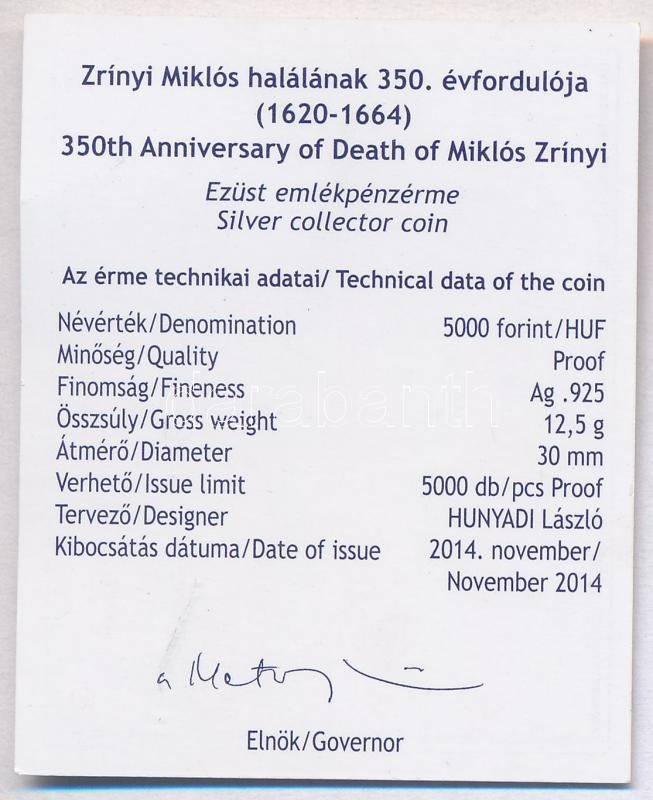 Zrínyi Miklós halálának 350. évfordulója
(1620-1664)
350th Anniversary of Death of Miklós Zrínyi
Ezüst emlékpénzérme
Silver collector coin
Az érme technikai adatai/ Technical data of the coin
Névérték/Denomination 5000 forint/HUF
Minőség/Quality Proof
Finomság/Fineness Ag .925
darabanth
Összsúly/Gross weight 12,5 g
Átmérő/Diameter 30 mm
Verhető/Issue limit 5000 db/pcs Proof
Tervező/Designer HUNYADI László
Kibocsátás dátuma/Date of issue 2014. november/
November 2014
Elnök/Governor